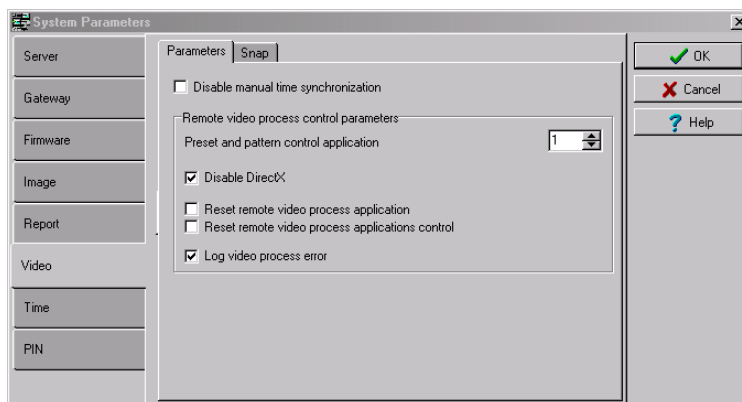 System Parameters
Server
Gateway
Firmware
Image
Report
Video
Time
PIN
Parameters
Snap
Disable manual time synchronization
Remote video process control parameters
Preset and pattern control application
1
Disable DirectX
Reset remote video process application
Reset remote video process applications control
Log video process error
OK
Cancel
? Help